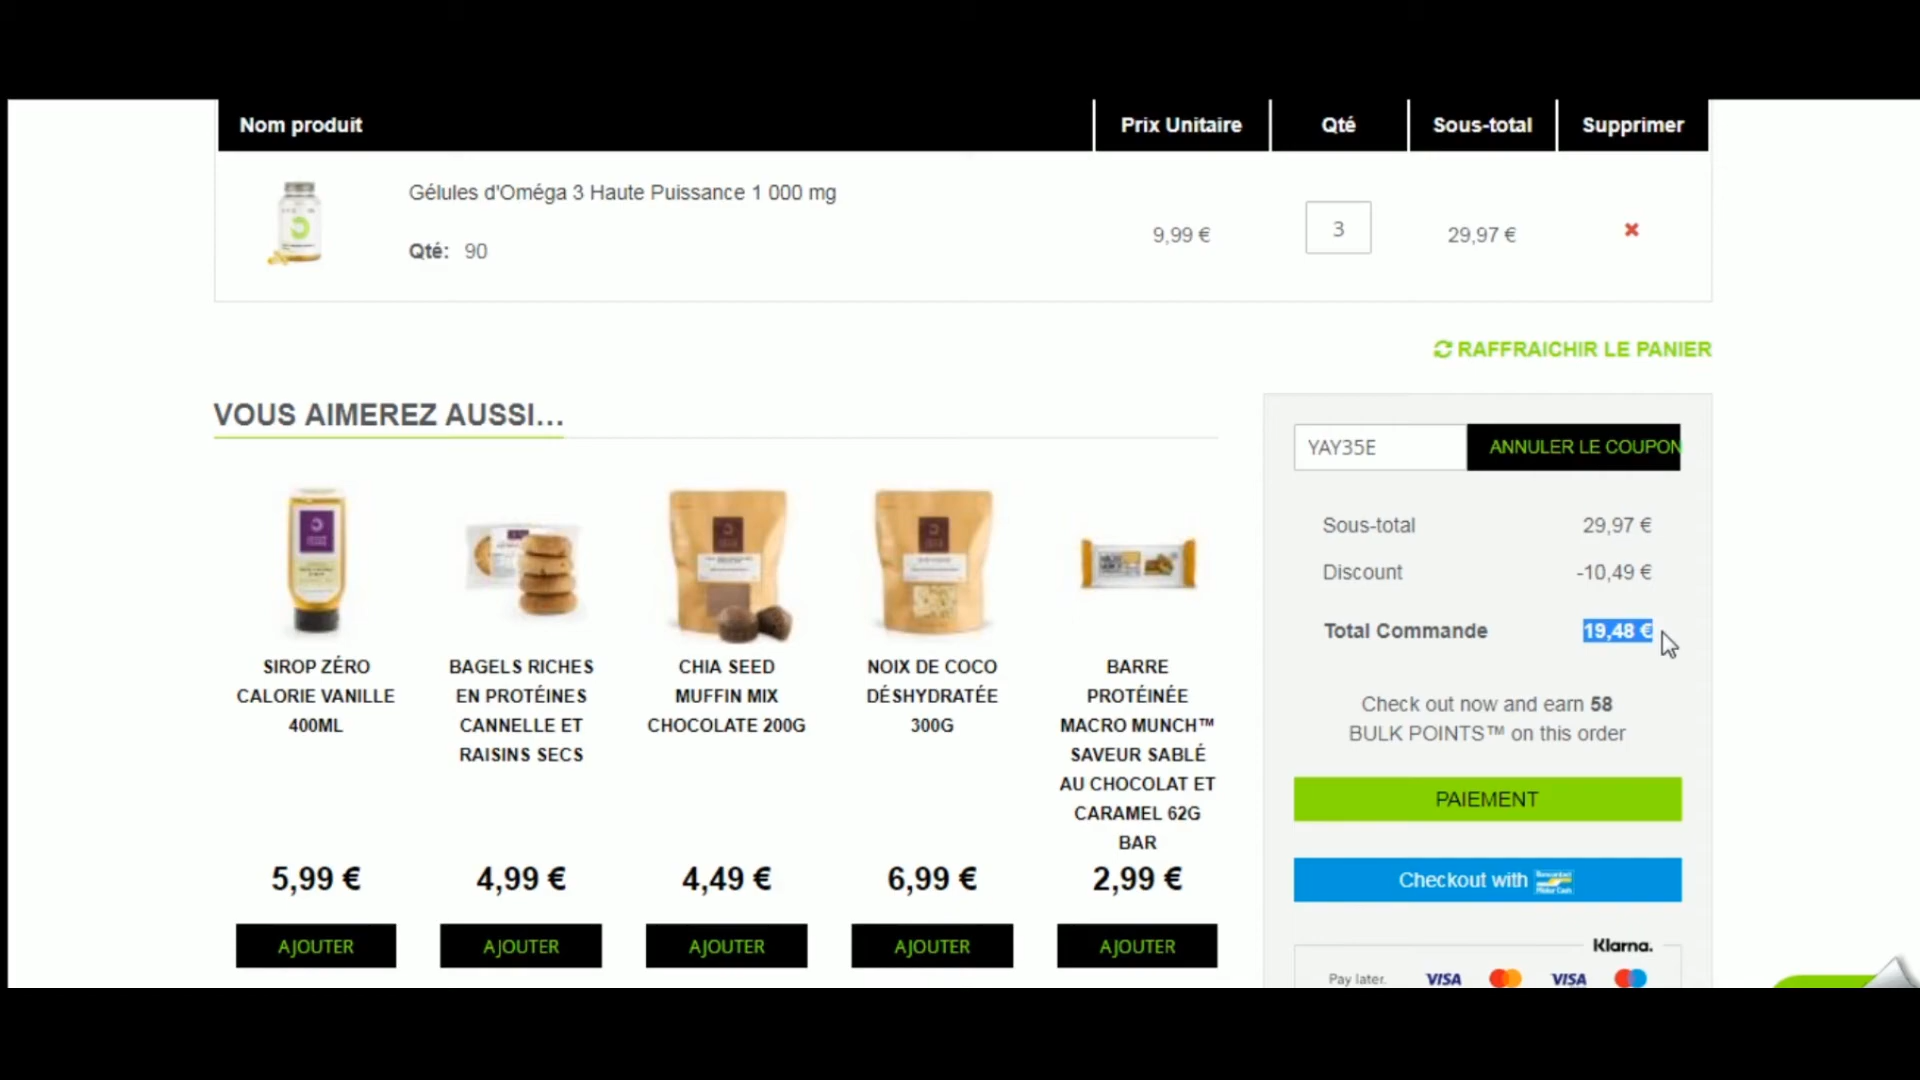 Nom produit
Prix Unitaire
Qté
Sous-total
Supprimer
Gélules d'Oméga 3 Haute Puissance 1 000 mg
Qté: 90
9,99 €
3
29,97 €
RAFFRAICHIR LE PANIER
VOUS AIMEREZ AUSSI...
SIROP ZÉRO
CALORIE VANILLE
400ML
5,99 €
AJOUTER
BAGELS RICHES
EN PROTÉINES
CANNELLE ET
RAISINS SECS
4,99 €
AJOUTER
CHIA SEED
MUFFIN MIX
CHOCOLATE 200G
4,49 €
AJOUTER
NOIX DE COCO
DÉSHYDRATÉE
300G
6,99 €
AJOUTER
BARRE
PROTÉINÉE
MACRO MUNCH™
SAVEUR SABLÉ
AU CHOCOLAT ET
CARAMEL 62G
BAR
2,99 €
AJOUTER
YAY35E
ANNULER LE COUPON
Sous-total 29,97 €
Discount -10,49 €
Total Commande 19,48 €
Check out now and earn 58
BULK POINTS™ on this order
PAIEMENT
Checkout with
Klarna.
Pay later.
VISA
VISA